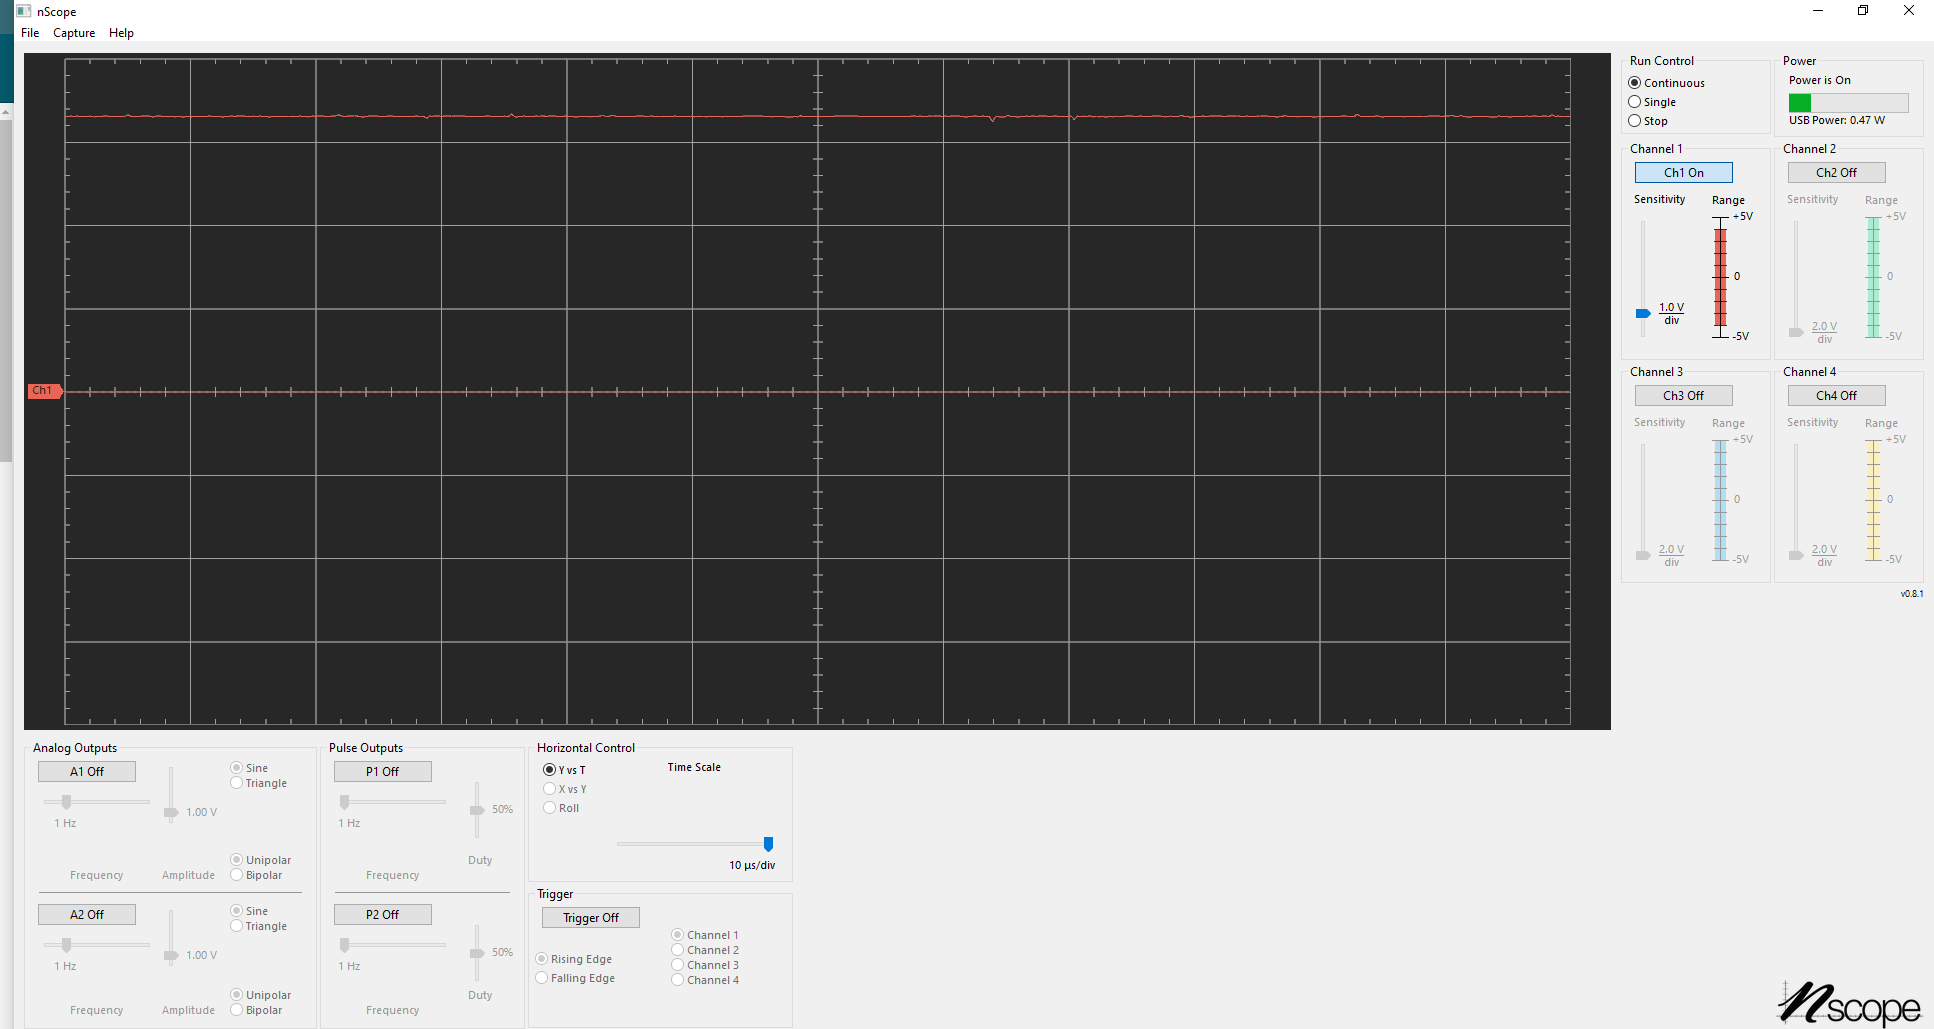 nScope
File Capture Help
Ch1
Run Control
Continuous
Single
Stop
Power
Power is On
USB Power: 0.47 W
Channel 1
Ch1 On
Sensitivity Range
+5V
0
1.0 V
div
-5V
Channel 2
Ch2 Off
Sensitivity Range
+5V
0
2.0 V
div
-5V
Channel 3
Ch3 Off
Sensitivity Range
+5V
0
2.0 V
div
-5V
Channel 4
Ch4 Off
Sensitivity Range
+5V
0
2.0 V
div
-5V
v0.8.1
Analog Outputs
A1 Off
Sine
Triangle
1.00 V
1 Hz
Unipolar
Bipolar
Frequency Amplitude
A2 Off
Sine
Triangle
1.00 V
1 Hz
Unipolar
Bipolar
Frequency Amplitude
Pulse Outputs
P1 Off
50%
1 Hz
Duty
Frequency
P2 Off
50%
1 Hz
Duty
Frequency
Horizontal Control
Y vs T
X vs Y
Roll
Time Scale
10 µs/div
Trigger
Trigger Off
Rising Edge
Falling Edge
Channel 1
Channel 2
Channel 3
Channel 4
nscope